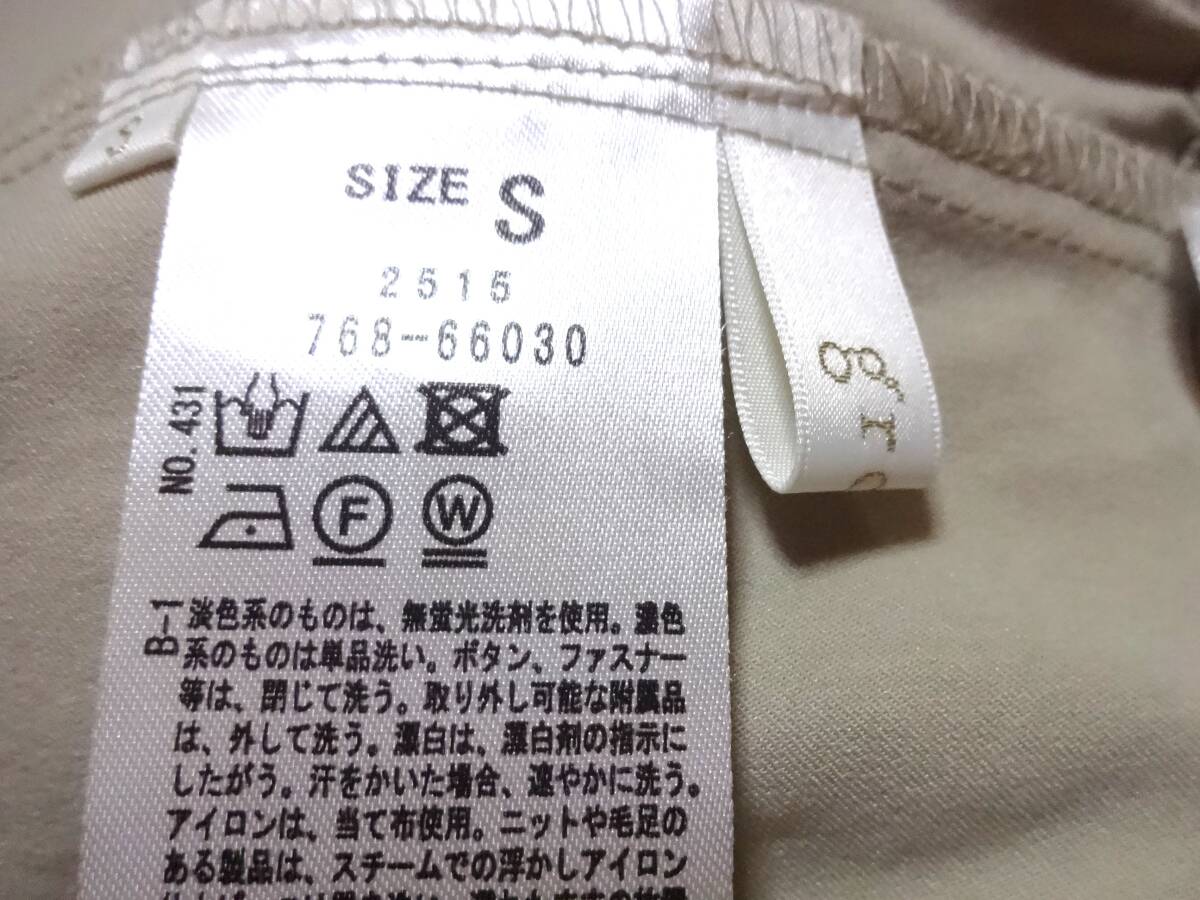 SIZE S
2515
768-66030
NO. 431
F
W
B-1
淡色系のものは、無蛍光洗剤を使用。濃色
系のものは単品洗い。ボタン、ファスナー
等は、閉じて洗う。取り外し可能な附属品
は、外して洗う。漂白は、漂白剤の指示に
したがう。汗をかいた場合、速やかに洗う。
アイロンは、当て布使用。ニットや毛足の
ある製品は、スチームでの浮かしアイロン
gr